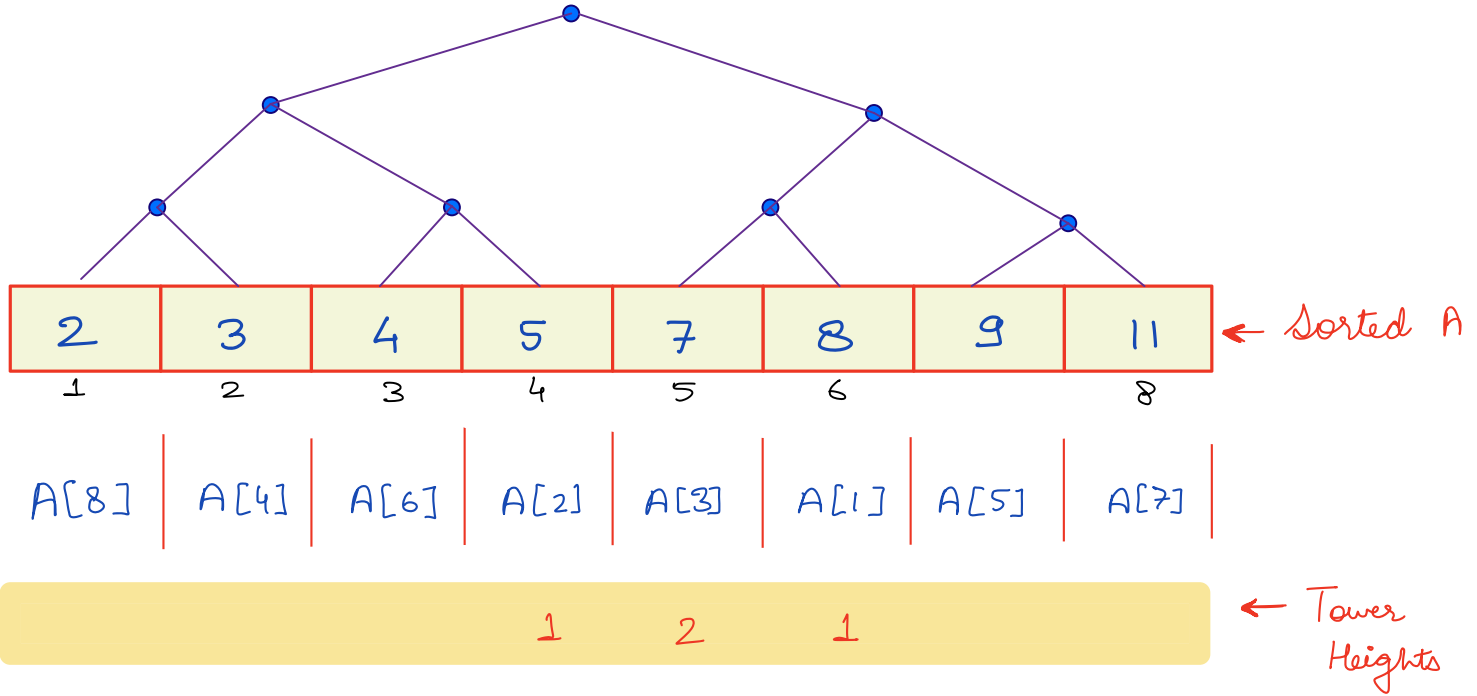 2 3 4 5 7 8 9 11 ← Sorted A
1 2 3 4 5 6 8
A[8] A[4] A[6] A[2] A[3] A[1] A[5] A[7]
1 2 1 ← Tower
Heights